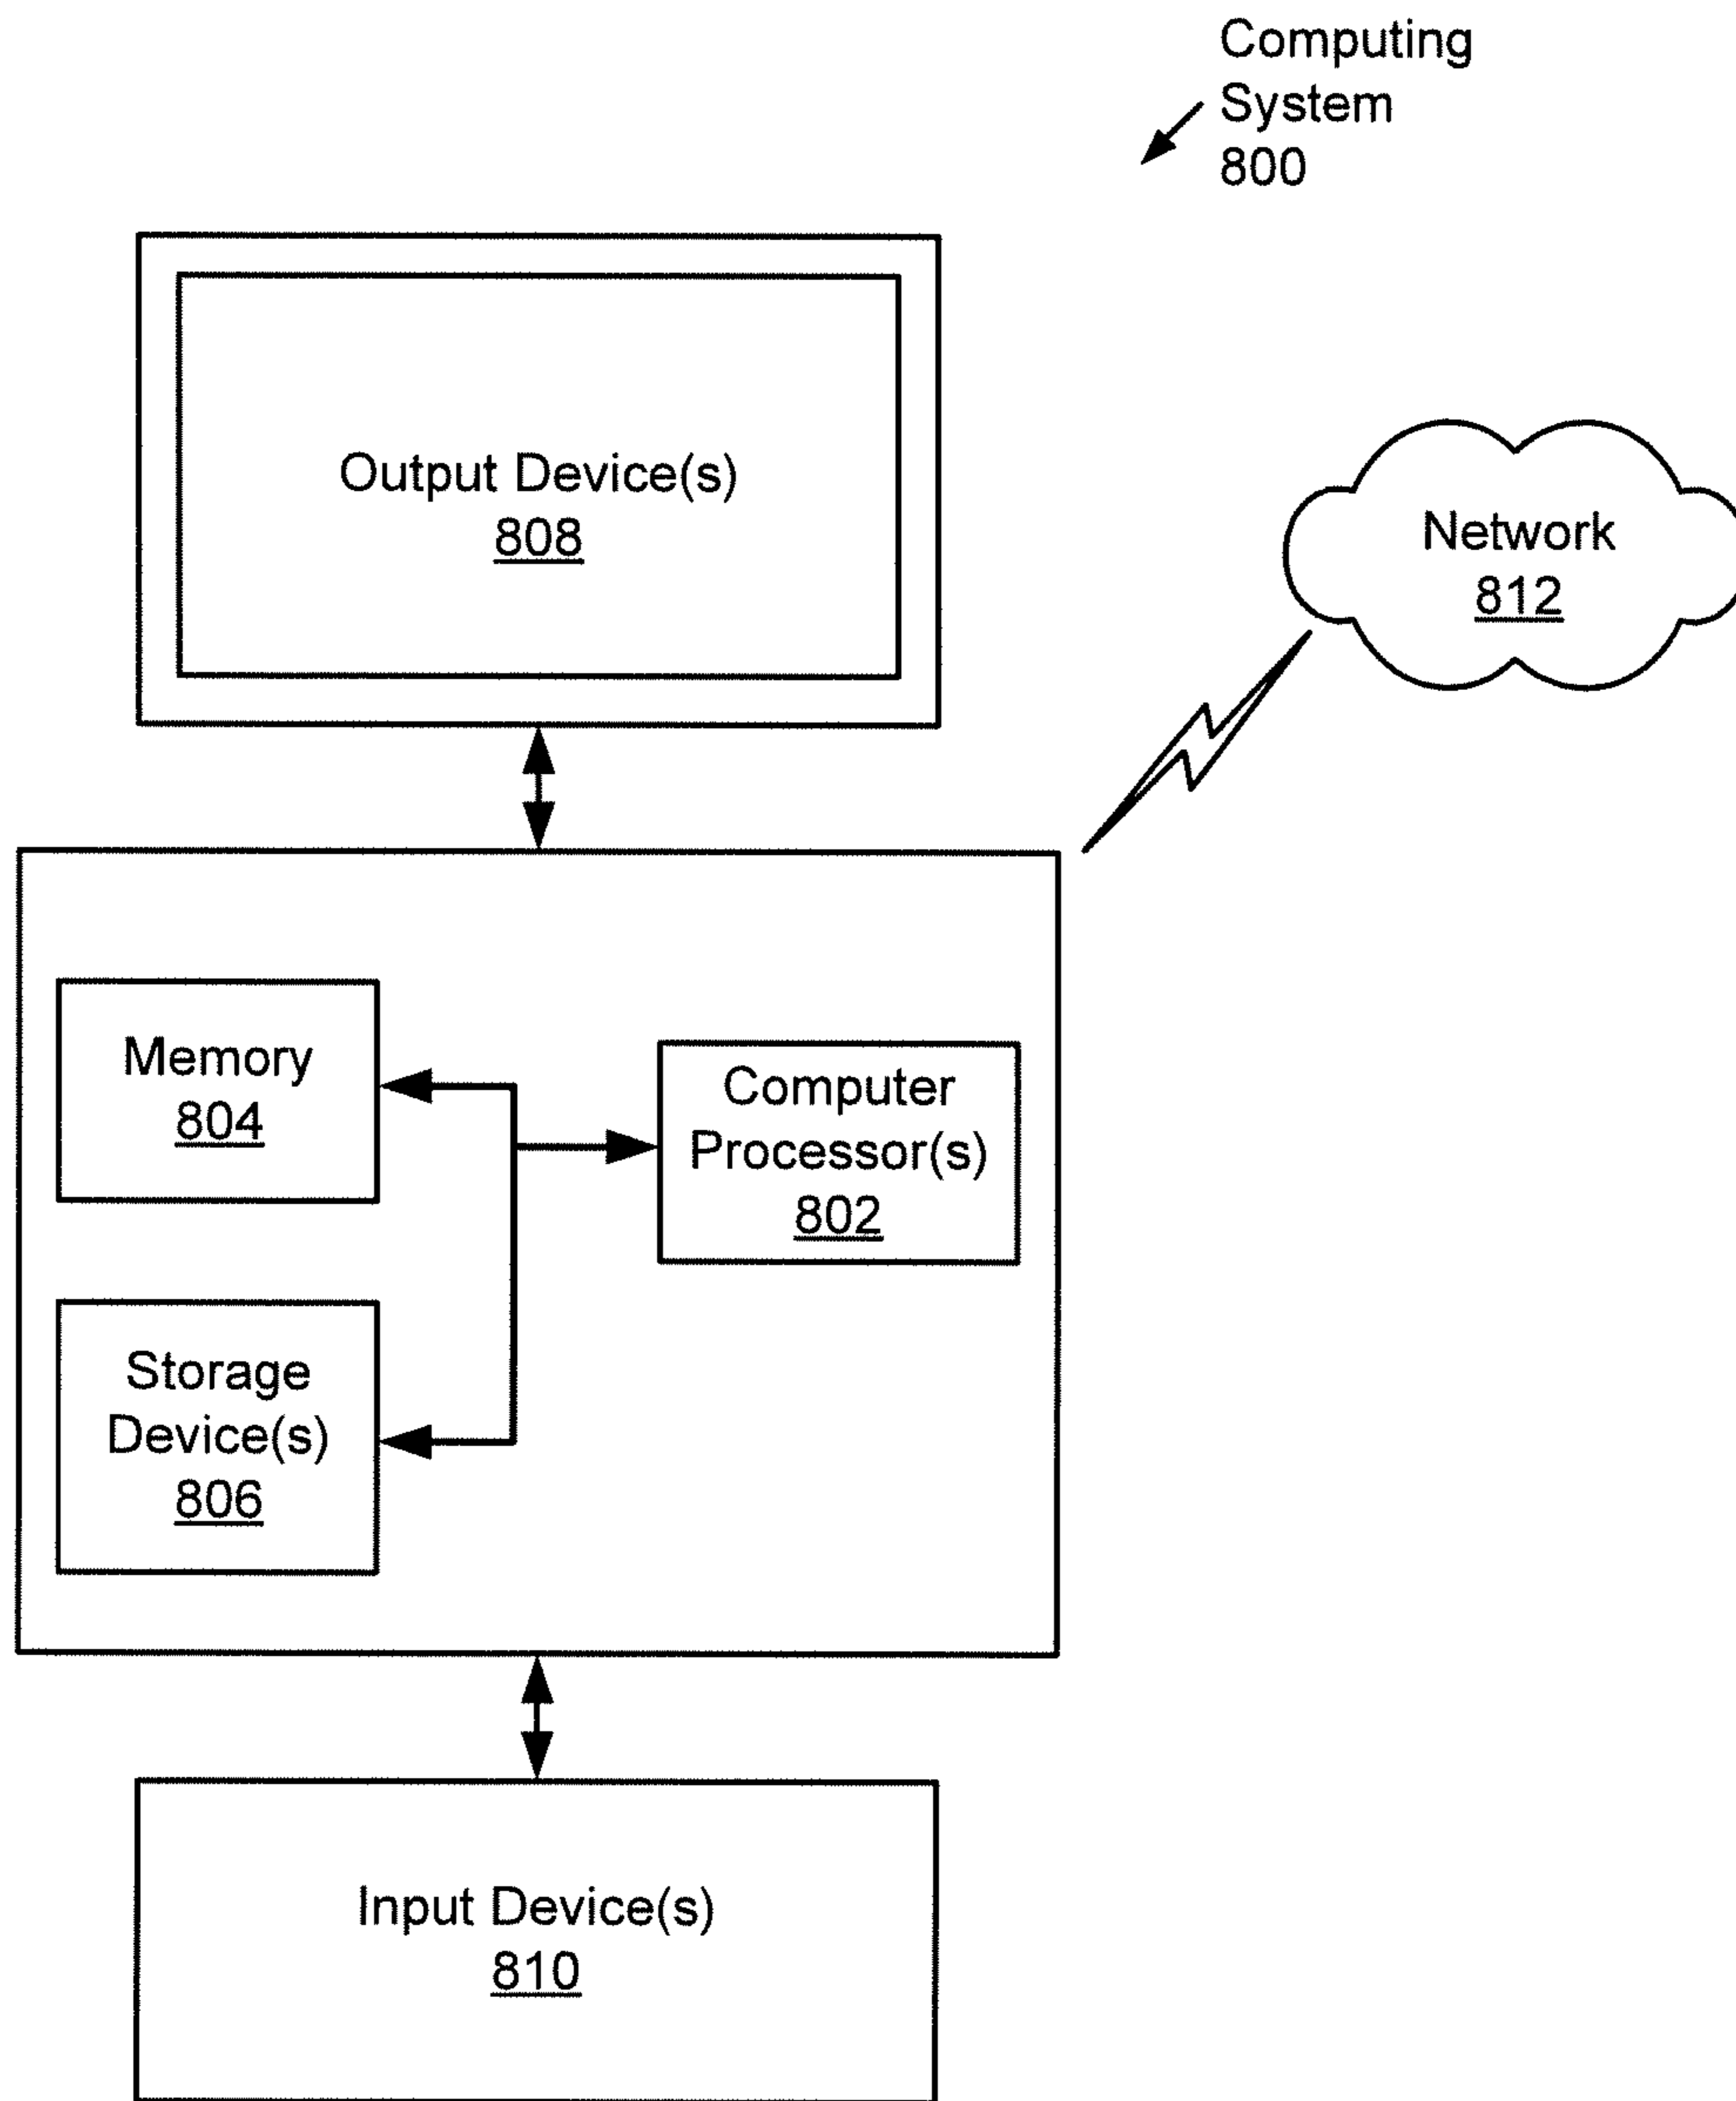 Computing
System
800
Output Device(s)
808
Network
812
Memory
804
Computer
Processor(s)
802
Storage
Device(s)
806
Input Device(s)
810